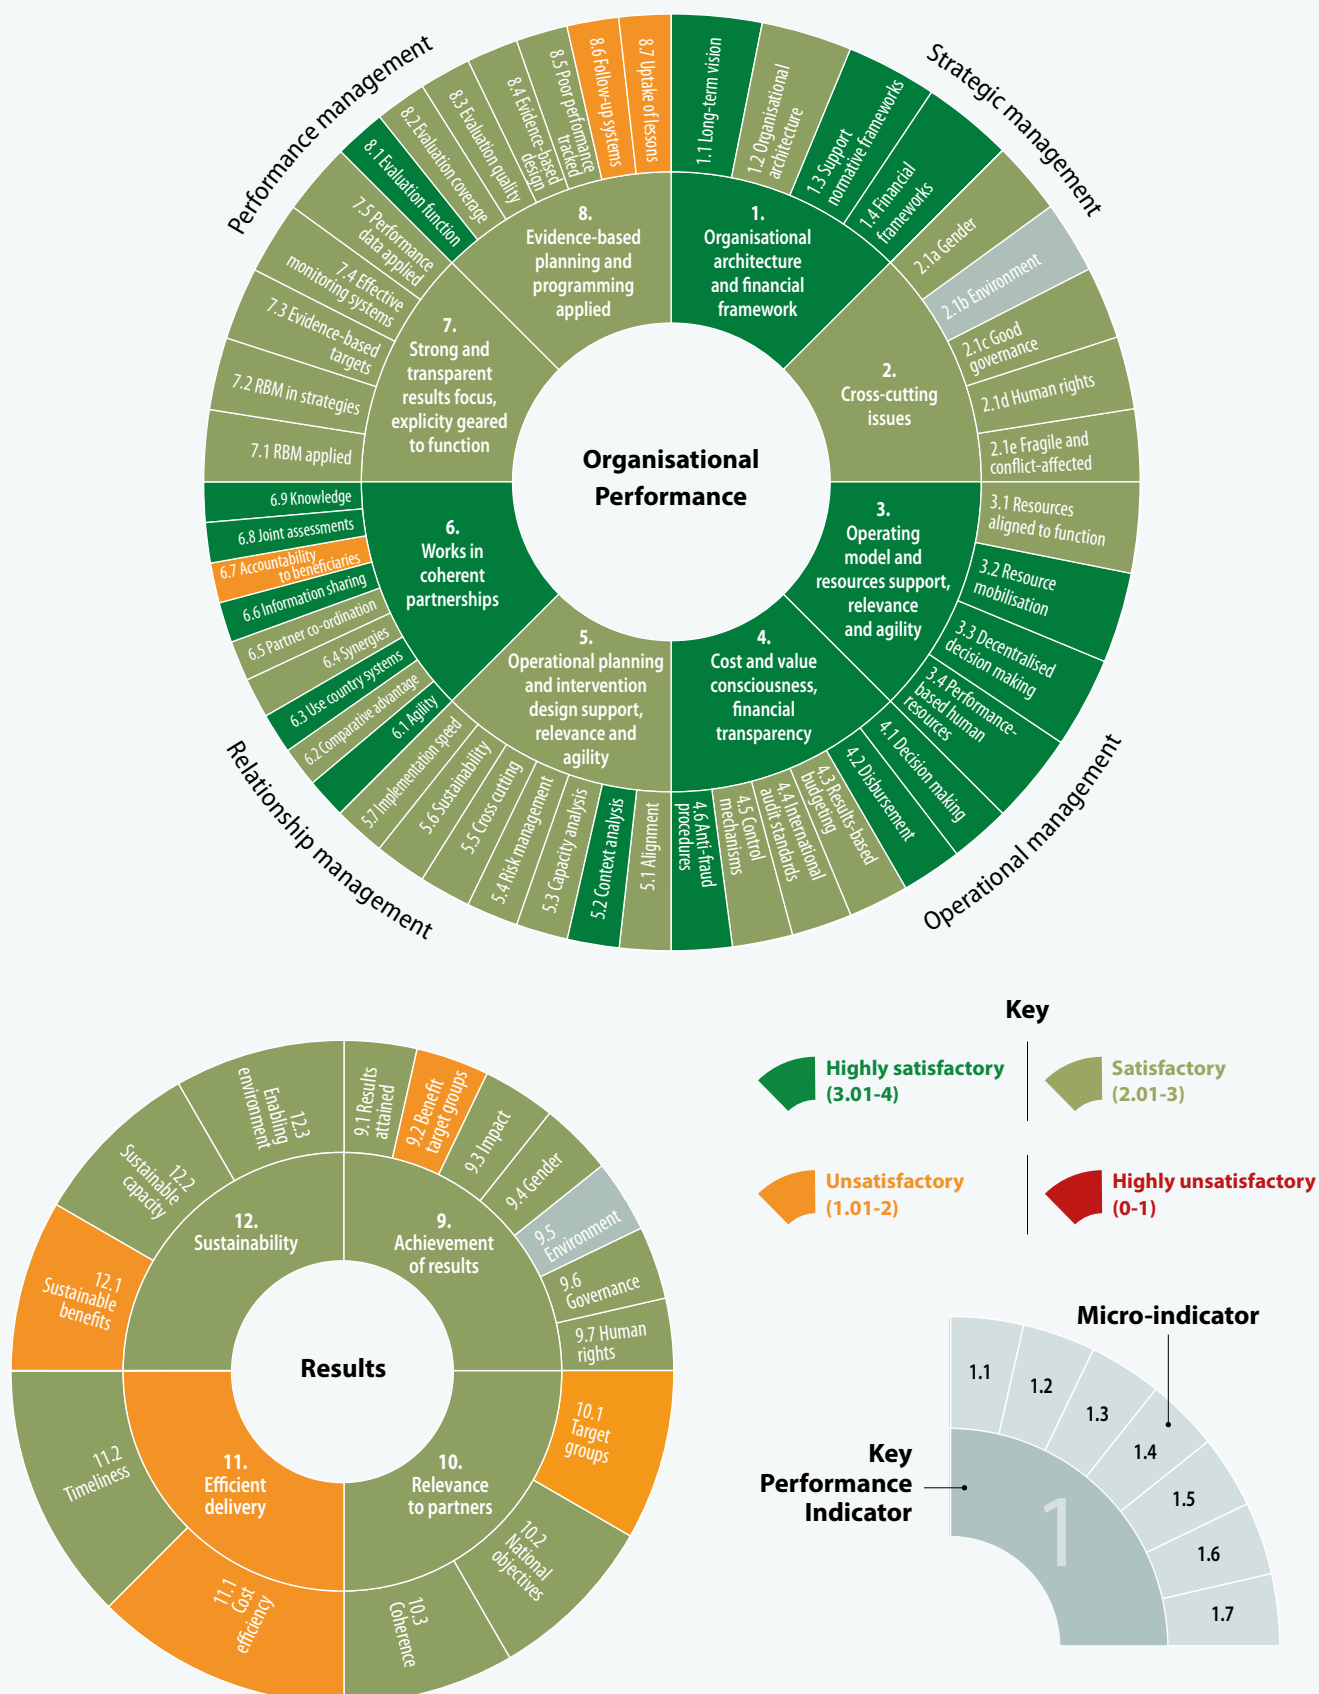 Performance management
Strategic management
Operational management
Relationship management
Organisational
Performance
1.
Organisational
architecture
and financial
framework
1.1 Long-term vision
1.2 Organisational
architecture
1.3 Support
normative frameworks
1.4 Financial
frameworks
2.
Cross-cutting
issues
2.1a Gender
2.1b Environment
2.1c Good
governance
2.1d Human rights
2.1e Fragile and
conflict-affected
3.
Operating
model and
resources support,
relevance
and agility
3.1 Resources
aligned to function
3.2 Resource
mobilisation
3.3 Decentralised
decision making
3.4 Performance-
based human
resources
4.
Cost and value
consciousness,
financial
transparency
4.1 Decision making
4.2 Disbursement
4.3 Results-based
budgeting
4.4 International
audit standards
4.5 Control
mechanisms
4.6 Anti-fraud
procedures
5.
Operational planning
and intervention
design support,
relevance and
agility
5.1 Alignment
5.2 Context analysis
5.3 Capacity analysis
5.4 Risk management
5.5 Cross cutting
5.6 Sustainability
5.7 Implementation speed
6.
Works in
coherent
partnerships
6.1 Agility
6.2 Comparative advantage
6.3 Use country systems
6.4 Synergies
6.5 Partner co-ordination
6.6 Information sharing
6.7 Accountability
to beneficiaries
6.8 Joint assessments
6.9 Knowledge
7.
Strong and
transparent
results focus,
explicity geared
to function
7.1 RBM applied
7.2 RBM in strategies
7.3 Evidence-based
targets
7.4 Effective
monitoring systems
7.5 Performance
data applied
8.
Evidence-based
planning and
programming
applied
8.1 Evaluation function
8.2 Evaluation coverage
8.3 Evaluation quality
8.4 Evidence-based
design
8.5 Poor performance
tracked
8.6 Follow-up systems
8.7 Uptake of lessons
Key
Highly satisfactory
(3.01-4)
Satisfactory
(2.01-3)
Unsatisfactory
(1.01-2)
Highly unsatisfactory
(0-1)
Results
9.
Achievement
of results
9.1 Results
attained
9.2 Benefit
target groups
9.3 Impact
9.4 Gender
9.5
Environment
9.6
Governance
9.7 Human
rights
10.
Relevance
to partners
10.1
Target
groups
10.2
National
objectives
10.3
Coherence
11.
Efficient
delivery
11.1
Cost
efficiency
11.2
Timeliness
12.
Sustainability
12.1
Sustainable
benefits
12.2
Sustainable
capacity
12.3
Enabling
environment
Micro-indicator
Key
Performance
Indicator
1
1.1
1.2
1.3
1.4
1.5
1.6
1.7